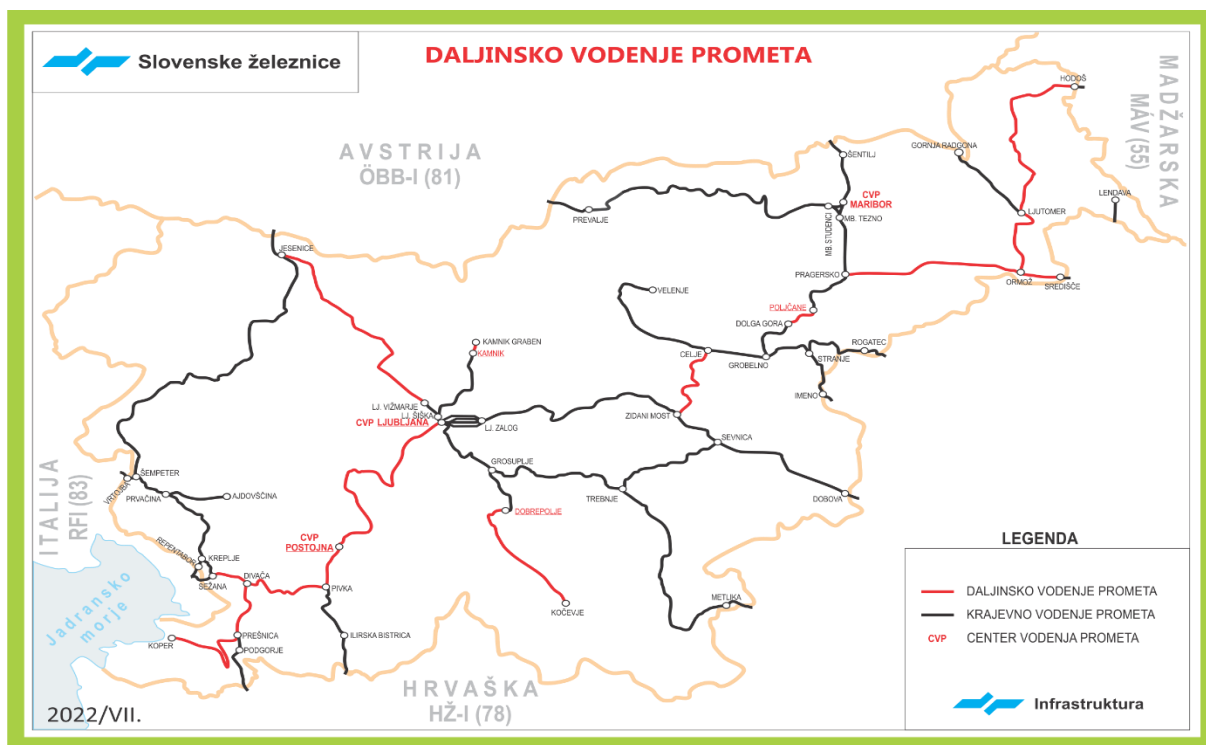 Slovenske železnice
DALJINSKO VODENJE PROMETA
AVSTRIJA
ÖBB-I (81)
MADŽARSKA
MÁV (55)
HODOŠ
GORNJA RADGONA
ŠENTILJ
LENDAVA
CVP
MARIBOR
PREVALJE
MB. STUDENCI
MB. TEZNO
LJUTOMER
JESENICE
PRAGERSKO
ORMOŽ
SREDIŠČE
VELENJE
POLJČANE
DOLGA GORA
KAMNIK GRABEN
KAMNIK
CELJE
GROBELNO
STRANJE
ROGATEC
IMENO
LJ. VIŽMARJE
LJ. ŠIŠKA
CVP LJUBLJANA
LJ. ZALOG
ZIDANI MOST
SEVNICA
GROSUPLJE
TREBNJE
DOBOVA
ITALIJA
RFI (83)
VRTOJBA
ŠEMPETER
PRVAČINA
AJDOVŠČINA
DOBREPOLJE
CVP
POSTOJNA
REPENTABOR
KREPLJE
SEŽANA
DIVAČA
PIVKA
KOČEVJE
METLIKA
Jadransko
morje
KOPER
PREŠNICA
PODGORJE
ILIRSKA BISTRICA
HRVAŠKA
HŽ-I (78)
2022/VII.
LEGENDA
DALJINSKO VODENJE PROMETA
KRAJEVNO VODENJE PROMETA
CVP CENTER VODENJA PROMETA
Infrastruktura